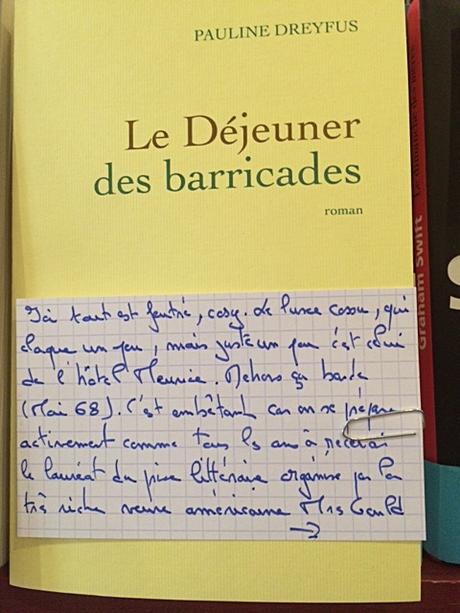 PAULINE DREYFUS
Le Déjeuner
des barricades
roman
Ici tout est feutré, cosy. Le luxe cossu, qui
claque un peu, mais juste un peu c'est celui
de l'hôtel Meurice. Dehors ça barde
(Mai 68). C'est embêtant car on se prépare
activement comme tous les ans à recevoir
le lauréat du prix littéraire organisé par la
très riche veuve américaine Mrs Gould
→
Graham Swift